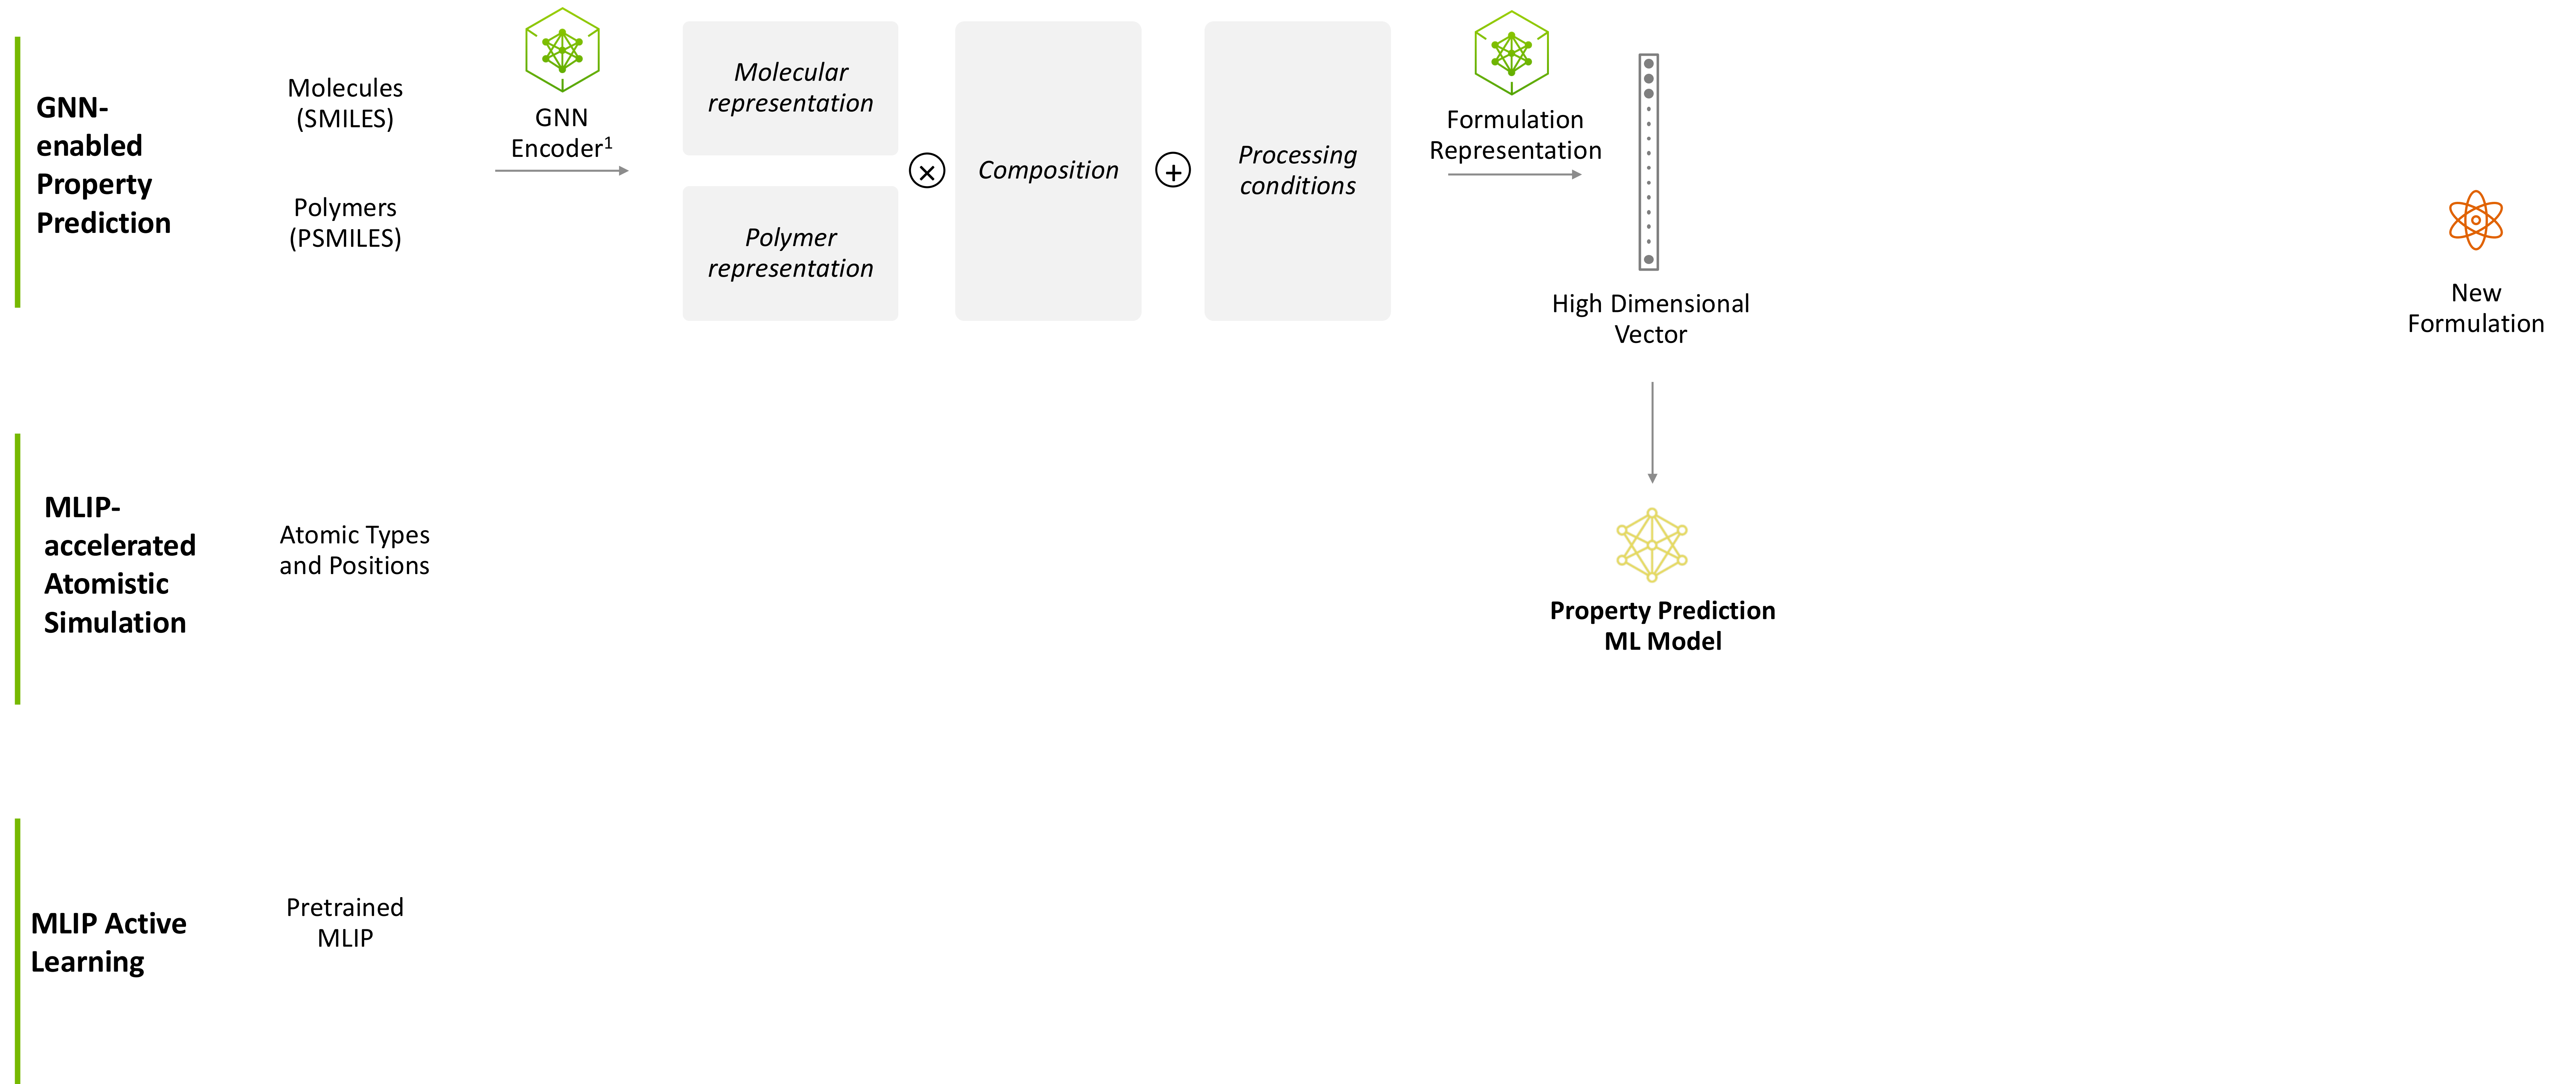 GNN-
enabled
Property
Prediction
Molecules
(SMILES)
Polymers
(PSMILES)
GNN
Encoder¹
Molecular
representation
Polymer
representation
×
Composition
+
Processing
conditions
Formulation
Representation
High Dimensional
Vector
New
Formulation
MLIP-
accelerated
Atomistic
Simulation
Atomic Types
and Positions
Property Prediction
ML Model
MLIP Active
Learning
Pretrained
MLIP